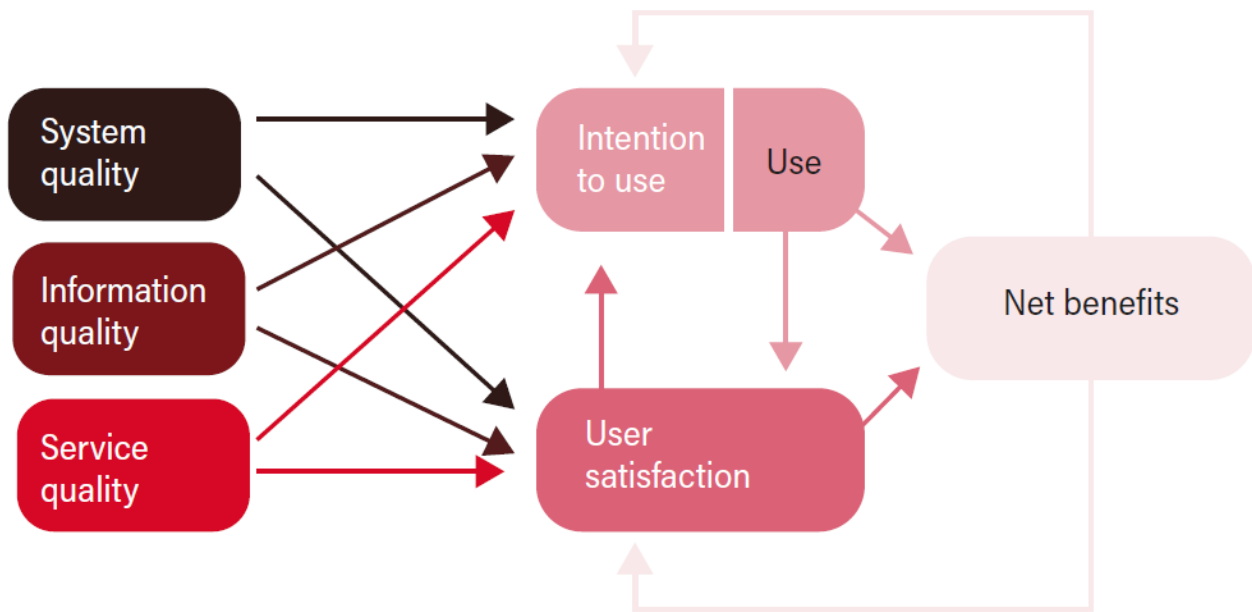 System
quality
Information
quality
Service
quality
Intention
to use
Use
User
satisfaction
Net benefits